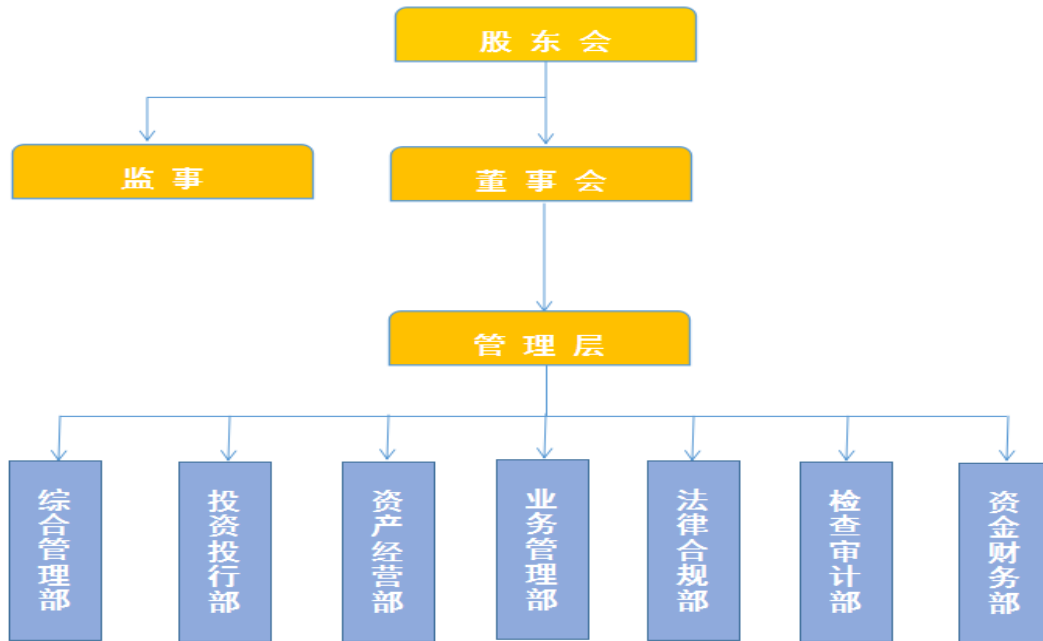 股东会
监事
董事会
管理层
综合管理部
投资投行部
资产经营部
业务管理部
法律合规部
检查审计部
资金财务部